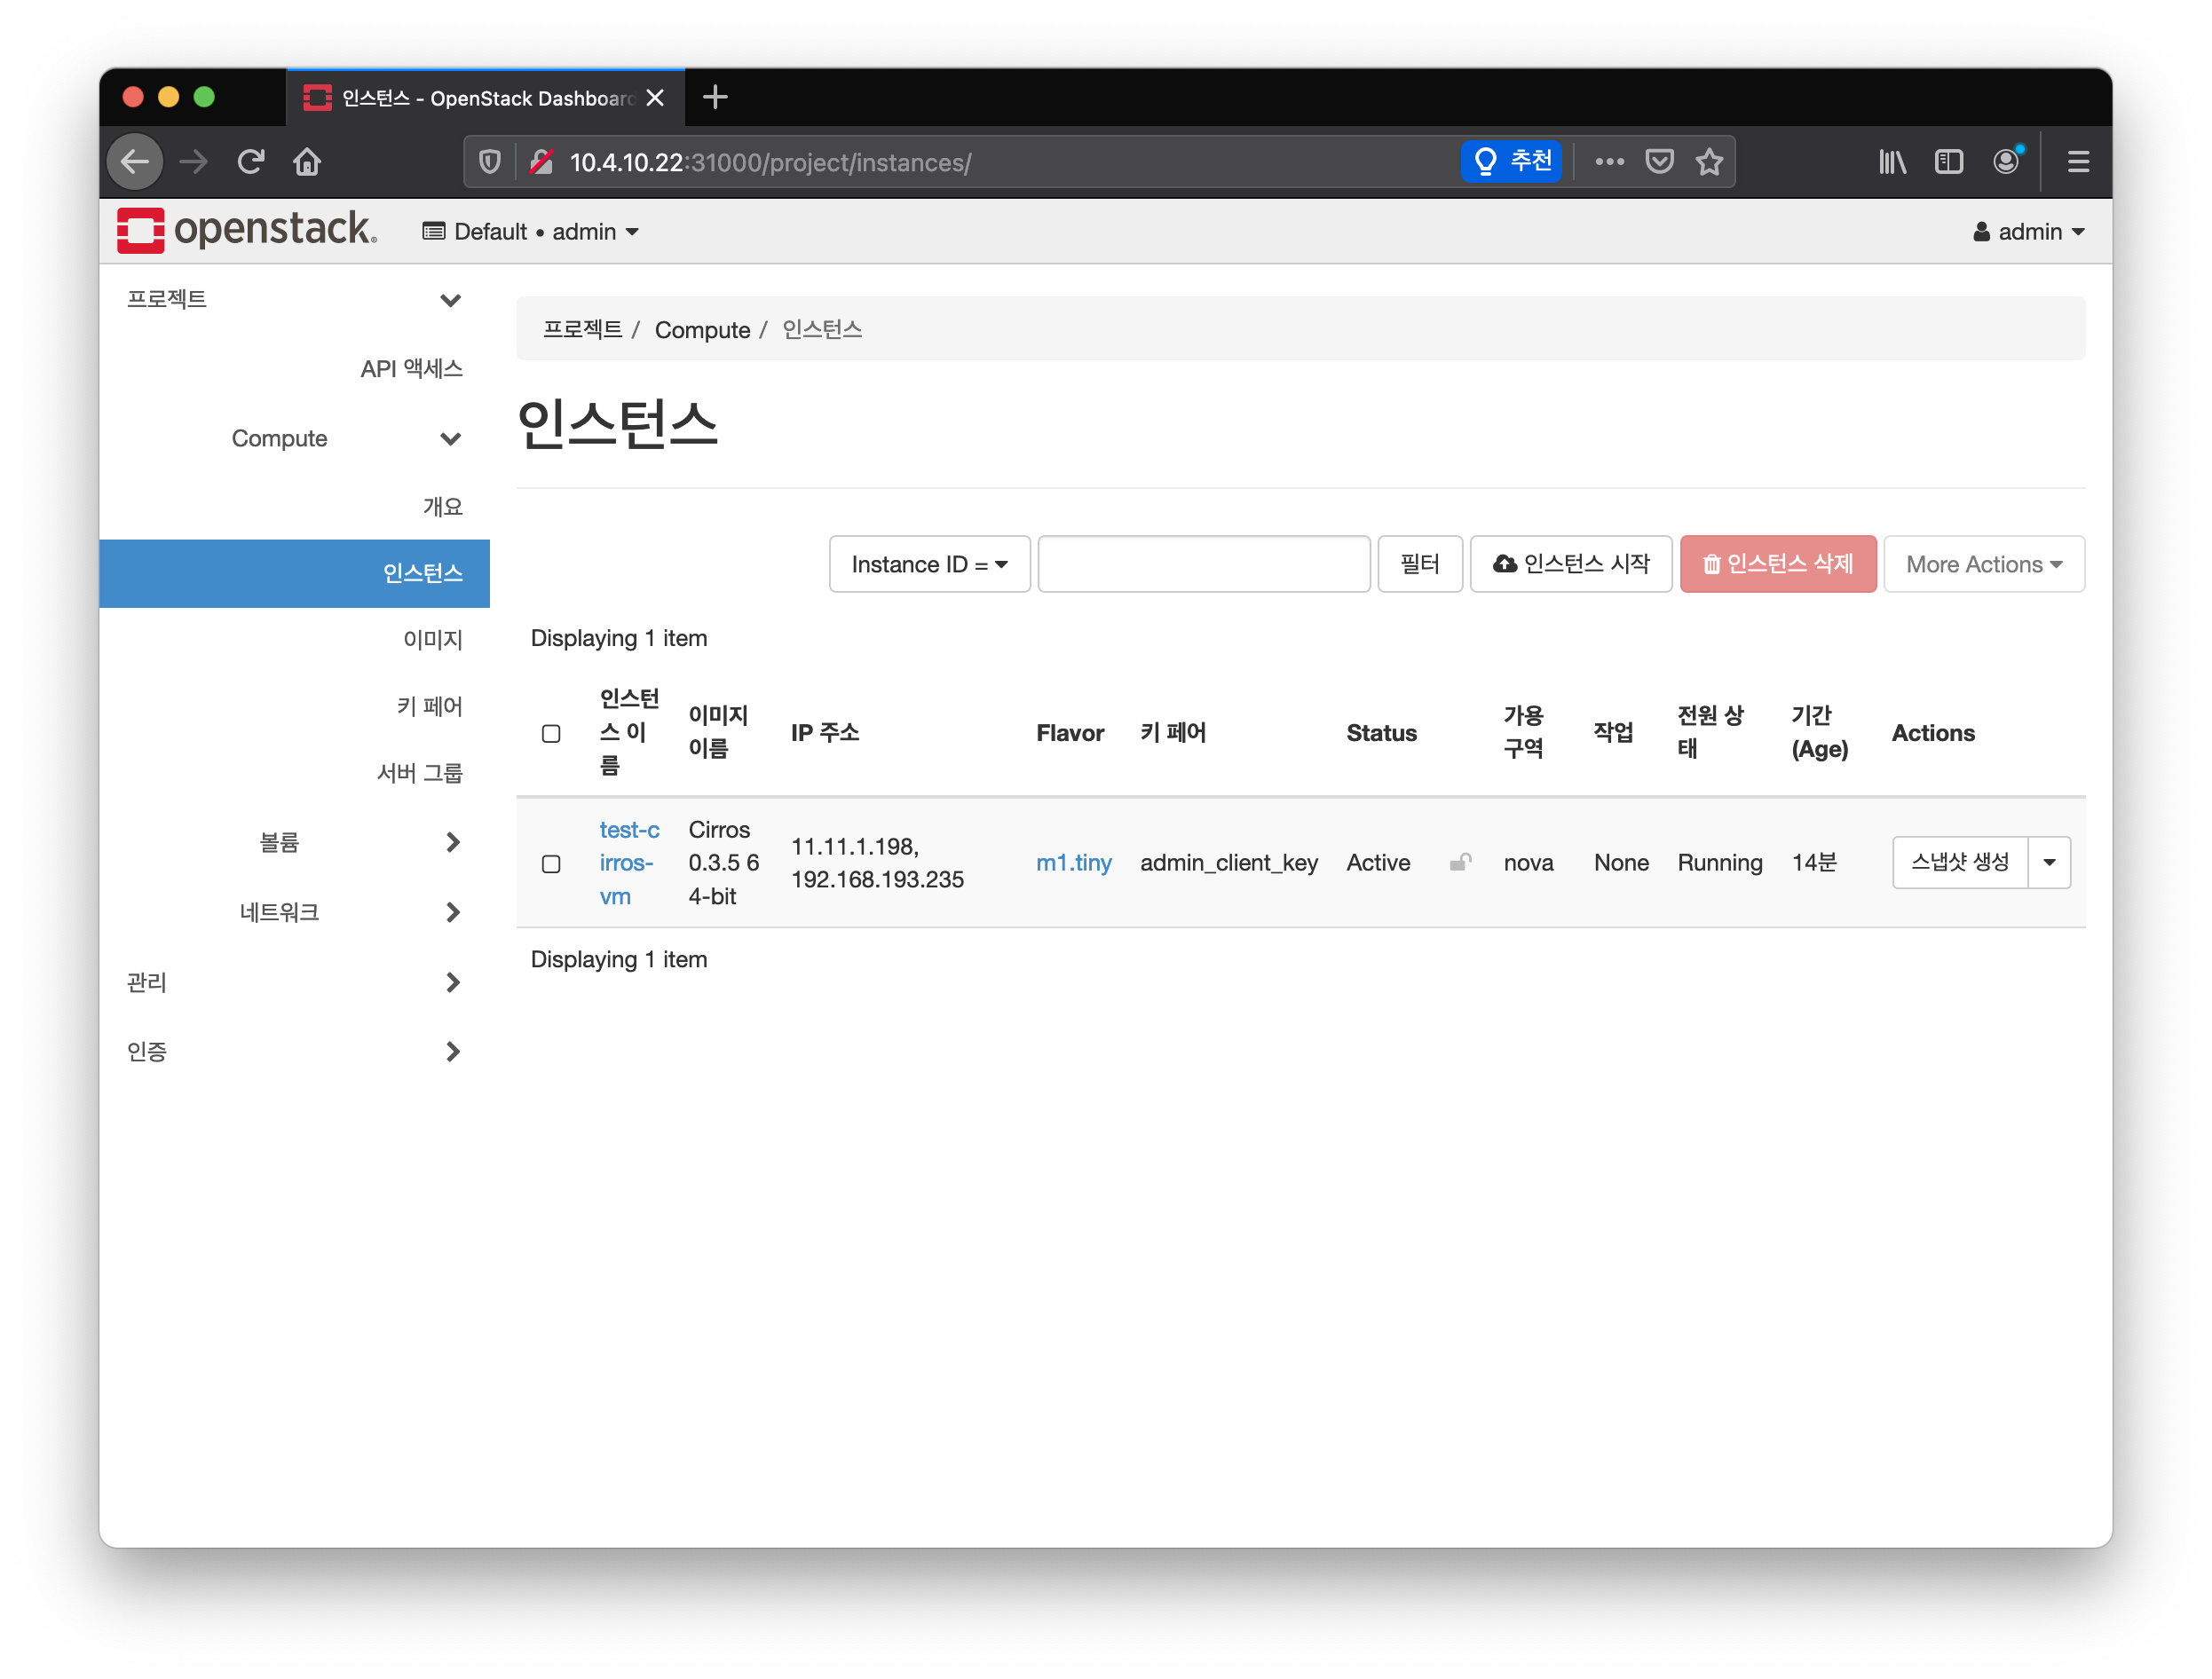 인스턴스 - OpenStack Dashboard
10.4.10.22:31000/project/instances/
추천
openstack.
Default • admin
admin
프로젝트
API 액세스
Compute
개요
인스턴스
이미지
키 페어
서버 그룹
볼륨
네트워크
관리
인증
프로젝트 / Compute / 인스턴스
인스턴스
Instance ID =
필터
인스턴스 시작
인스턴스 삭제
More Actions
Displaying 1 item
인스턴스 이름
이미지 이름
IP 주소
Flavor
키 페어
Status
가용 구역
작업
전원 상태
기간 (Age)
Actions
test-cirros-vm
Cirros 0.3.5 64-bit
11.11.1.198,
192.168.193.235
m1.tiny
admin_client_key
Active
nova
None
Running
14분
스냅샷 생성
Displaying 1 item